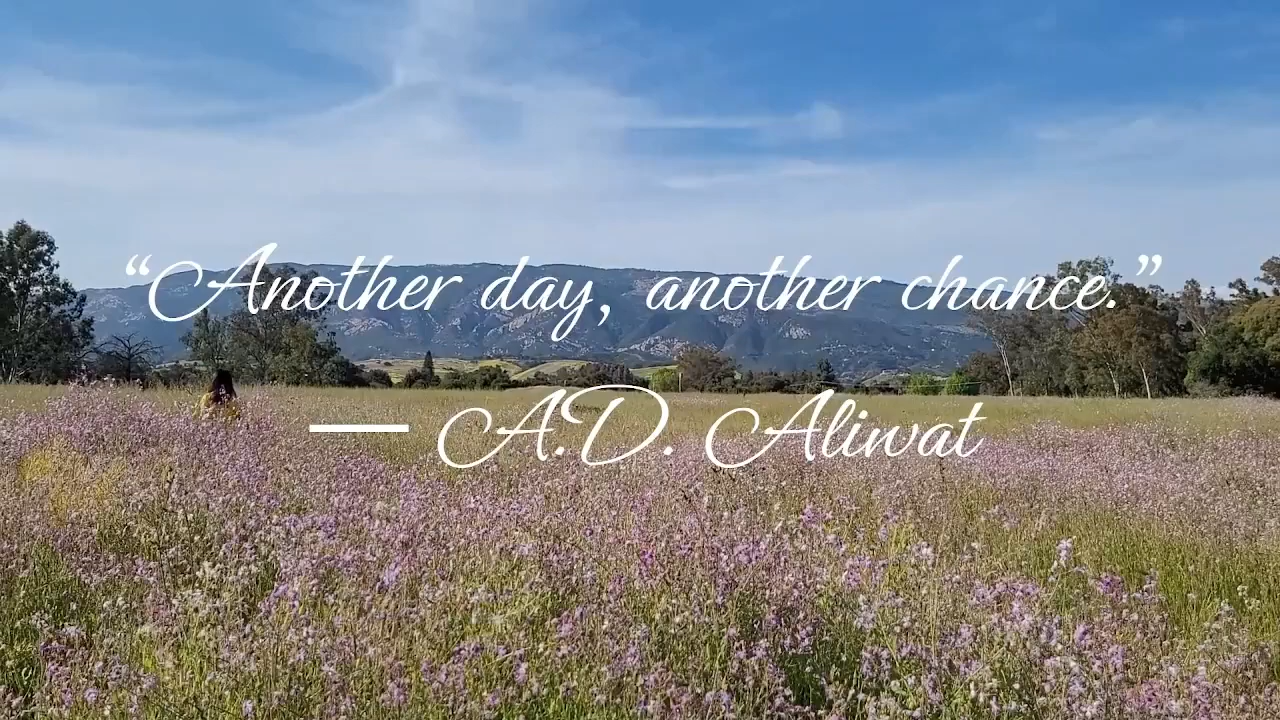 “Another day, another chance.”
— A.D. Aliwat